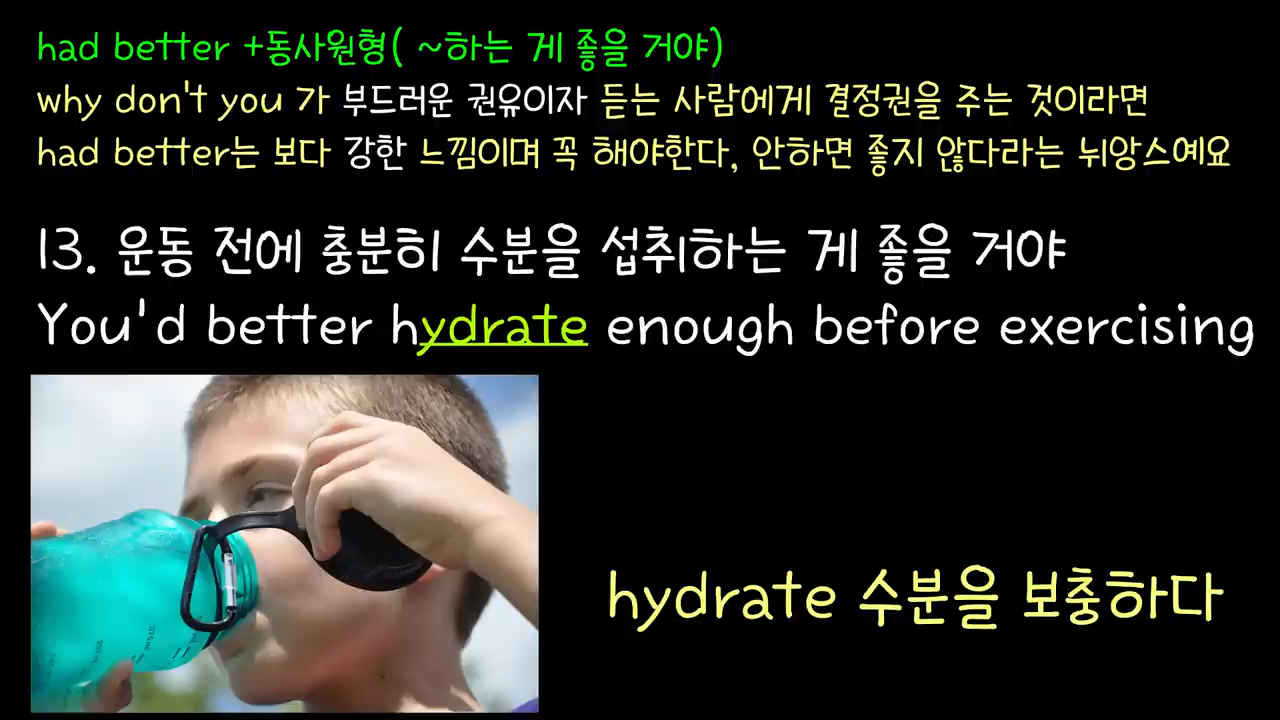 had better +동사원형( ~하는 게 좋을 거야)
why don't you 가 부드러운 권유이자 듣는 사람에게 결정권을 주는 것이라면
had better는 보다 강한 느낌이며 꼭 해야한다, 안하면 좋지 않다라는 뉘앙스예요
13. 운동 전에 충분히 수분을 섭취하는 게 좋을 거야
You'd better hydrate enough before exercising
hydrate 수분을 보충하다